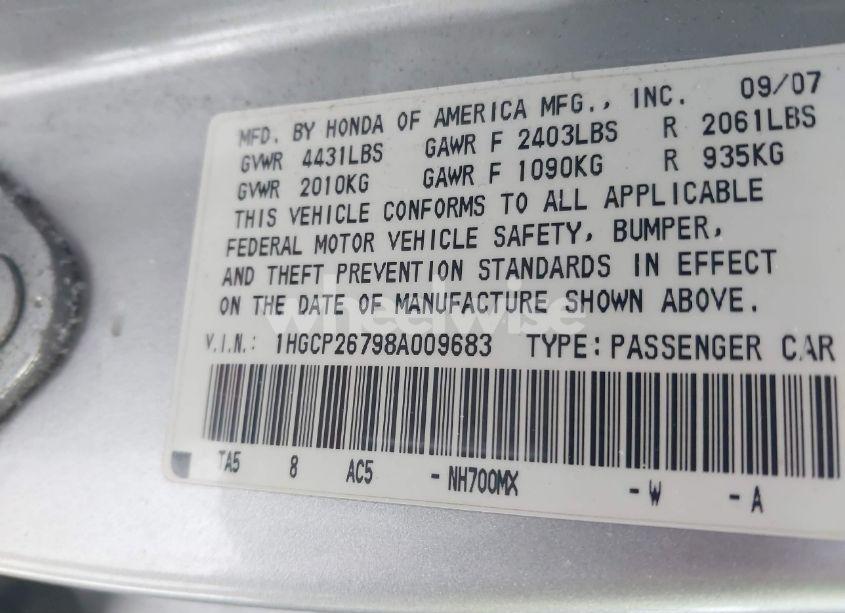 MFD. BY HONDA OF AMERICA MFG., INC. 09/07
GVWR 4431LBS GAWR F 2403LBS R 2061LBS
GVWR 2010KG GAWR F 1090KG R 935KG
THIS VEHICLE CONFORMS TO ALL APPLICABLE
FEDERAL MOTOR VEHICLE SAFETY, BUMPER,
AND THEFT PREVENTION STANDARDS IN EFFECT
ON THE DATE OF MANUFACTURE SHOWN ABOVE.
wheelwise
V.I.N.: 1HGCP26798A009683 TYPE: PASSENGER CAR
TA5 8 AC5 - NH700MX - W - A